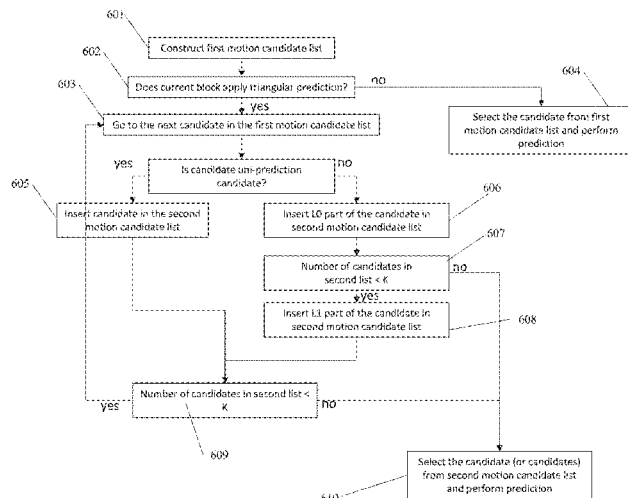 601
Construct first motion candidate list
602
Does current block apply triangular prediction?
no
603
yes
604
Go to the next candidate in the first motion candidate list
Select the candidate from first
motion candidate list and perform
prediction
yes
no
Is candidate uni-prediction
candidate?
605
606
Insert candidate in the second
motion candidate list
Insert L0 part of the candidate in
second motion candidate list
607
Number of candidates in
second list < K
no
yes
Insert L1 part of the candidate in
second motion candidate list
608
Number of candidates in second list <
K
yes
no
609
Select the candidate (or candidates)
from second motion candidate list
and perform prediction
610